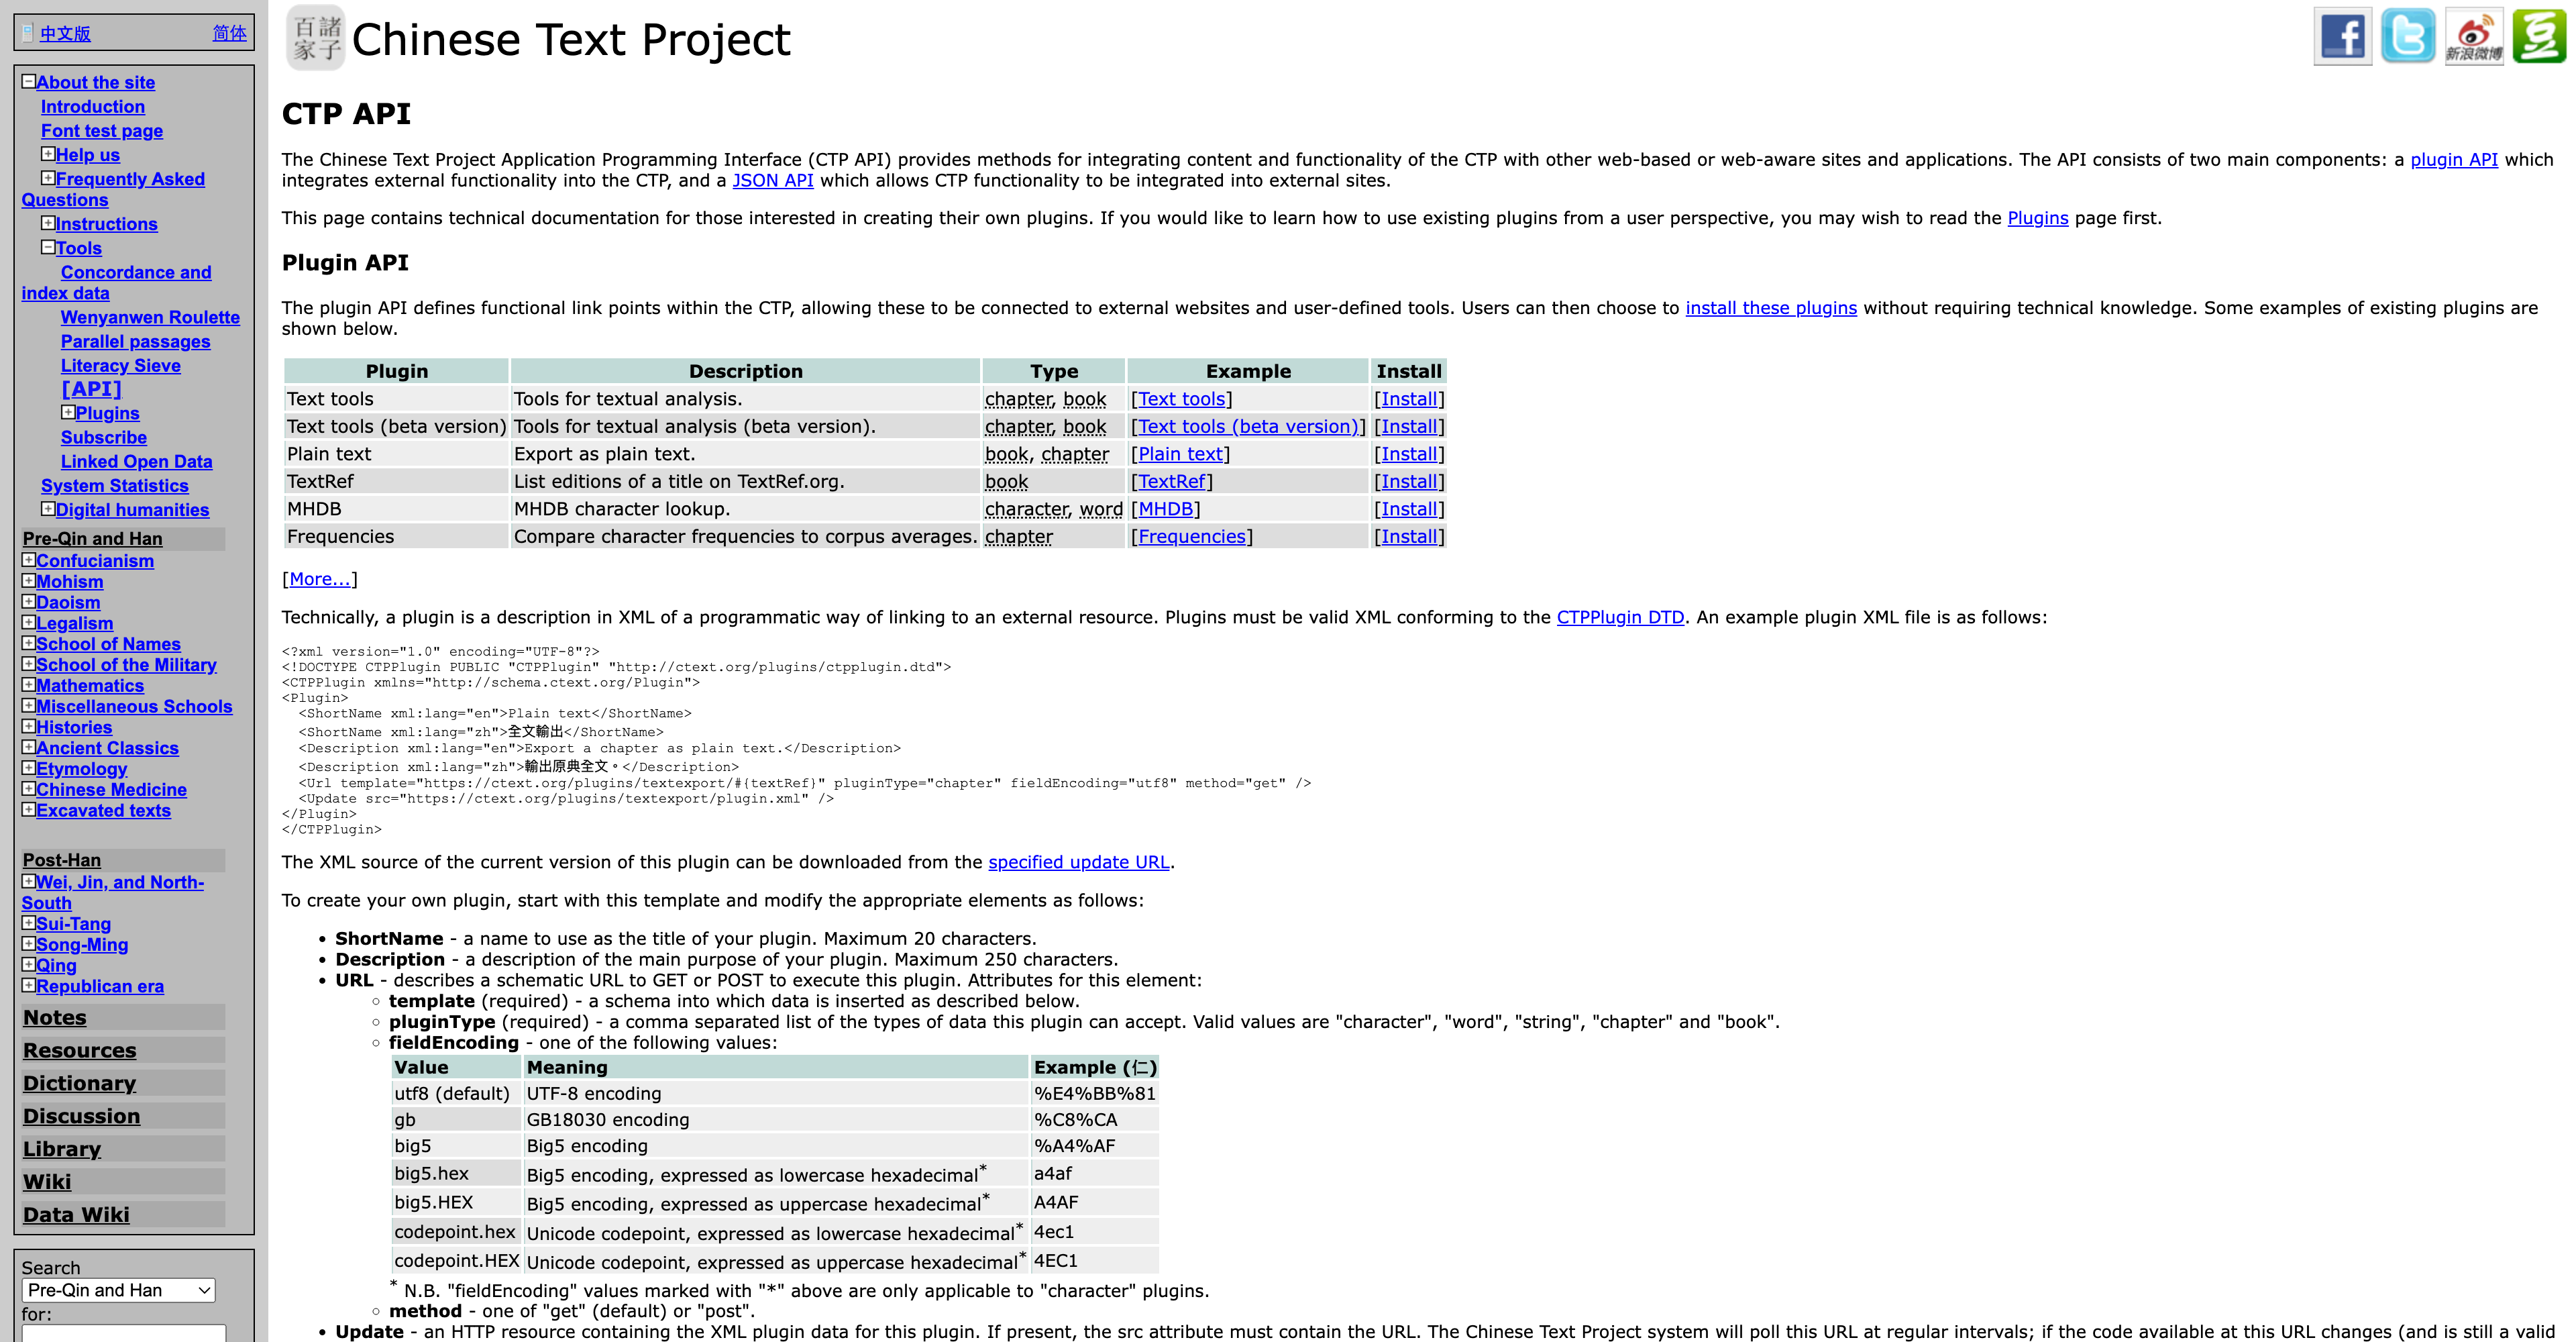 中文版 简体
About the site
Introduction
Font test page
Help us
Frequently Asked
Questions
Instructions
Tools
Concordance and
index data
Wenyanwen Roulette
Parallel passages
Literacy Sieve
[API]
Plugins
Subscribe
Linked Open Data
System Statistics
Digital humanities
Pre-Qin and Han
Confucianism
Mohism
Daoism
Legalism
School of Names
School of the Military
Mathematics
Miscellaneous Schools
Histories
Ancient Classics
Etymology
Chinese Medicine
Excavated texts
Post-Han
Wei, Jin, and North-
South
Sui-Tang
Song-Ming
Qing
Republican era
Notes
Resources
Dictionary
Discussion
Library
Wiki
Data Wiki
Search
Pre-Qin and Han
for:
諸子百家
Chinese Text Project
新浪微博
豆
CTP API
The Chinese Text Project Application Programming Interface (CTP API) provides methods for integrating content and functionality of the CTP with other web-based or web-aware sites and applications. The API consists of two main components: a plugin API which
integrates external functionality into the CTP, and a JSON API which allows CTP functionality to be integrated into external sites.
This page contains technical documentation for those interested in creating their own plugins. If you would like to learn how to use existing plugins from a user perspective, you may wish to read the Plugins page first.
Plugin API
The plugin API defines functional link points within the CTP, allowing these to be connected to external websites and user-defined tools. Users can then choose to install these plugins without requiring technical knowledge. Some examples of existing plugins are
shown below.
Plugin Description Type Example Install
Text tools Tools for textual analysis. chapter, book [Text tools] [Install]
Text tools (beta version) Tools for textual analysis (beta version). chapter, book [Text tools (beta version)] [Install]
Plain text Export as plain text. book, chapter [Plain text] [Install]
TextRef List editions of a title on TextRef.org. book [TextRef] [Install]
MHDB MHDB character lookup. character, word [MHDB] [Install]
Frequencies Compare character frequencies to corpus averages. chapter [Frequencies] [Install]
[More...]
Technically, a plugin is a description in XML of a programmatic way of linking to an external resource. Plugins must be valid XML conforming to the CTPPlugin DTD. An example plugin XML file is as follows:
<?xml version="1.0" encoding="UTF-8"?>
<!DOCTYPE CTPPlugin PUBLIC "CTPPlugin" "http://ctext.org/plugins/ctpplugin.dtd">
<CTPPlugin xmlns="http://schema.ctext.org/Plugin">
<Plugin>
<ShortName xml:lang="en">Plain text</ShortName>
<ShortName xml:lang="zh">全文輸出</ShortName>
<Description xml:lang="en">Export a chapter as plain text.</Description>
<Description xml:lang="zh">輸出原典全文。</Description>
<Url template="https://ctext.org/plugins/textexport/#{textRef}" pluginType="chapter" fieldEncoding="utf8" method="get" />
<Update src="https://ctext.org/plugins/textexport/plugin.xml" />
</Plugin>
</CTPPlugin>
The XML source of the current version of this plugin can be downloaded from the specified update URL.
To create your own plugin, start with this template and modify the appropriate elements as follows:
• ShortName - a name to use as the title of your plugin. Maximum 20 characters.
• Description - a description of the main purpose of your plugin. Maximum 250 characters.
• URL - describes a schematic URL to GET or POST to execute this plugin. Attributes for this element:
◦ template (required) - a schema into which data is inserted as described below.
◦ pluginType (required) - a comma separated list of the types of data this plugin can accept. Valid values are "character", "word", "string", "chapter" and "book".
◦ fieldEncoding - one of the following values:
Value Meaning Example (仁)
utf8 (default) UTF-8 encoding %E4%BB%81
gb GB18030 encoding %C8%CA
big5 Big5 encoding %A4%AF
big5.hex Big5 encoding, expressed as lowercase hexadecimal* a4af
big5.HEX Big5 encoding, expressed as uppercase hexadecimal* A4AF
codepoint.hex Unicode codepoint, expressed as lowercase hexadecimal* 4ec1
codepoint.HEX Unicode codepoint, expressed as uppercase hexadecimal* 4EC1
* N.B. "fieldEncoding" values marked with "*" above are only applicable to "character" plugins.
◦ method - one of "get" (default) or "post".
• Update - an HTTP resource containing the XML plugin data for this plugin. If present, the src attribute must contain the URL. The Chinese Text Project system will poll this URL at regular intervals; if the code available at this URL changes (and is still a valid